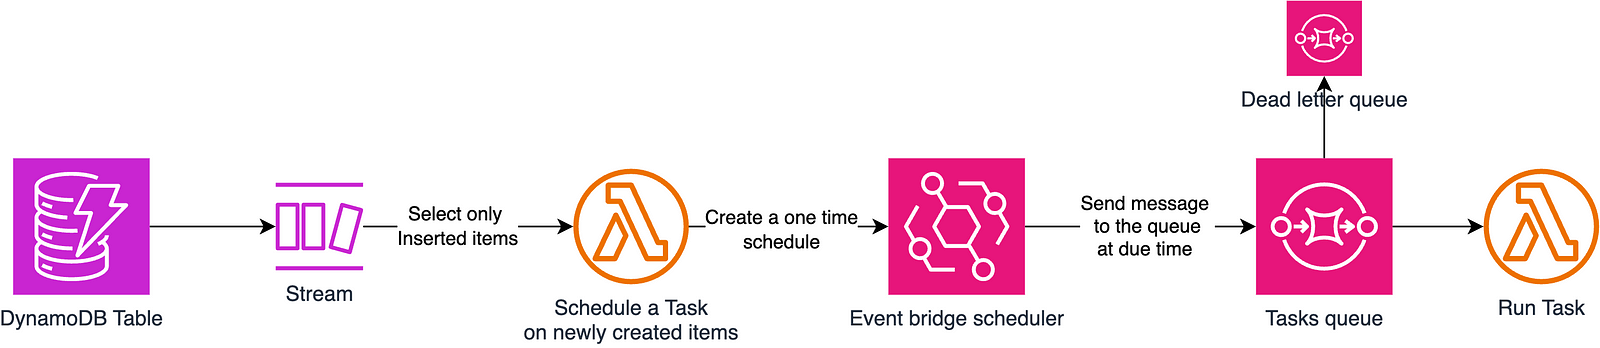 Dead letter queue
Select only
Inserted items
Create a one time
schedule
Send message
to the queue
at due time
DynamoDB Table
Stream
Schedule a Task
on newly created items
Event bridge scheduler
Tasks queue
Run Task